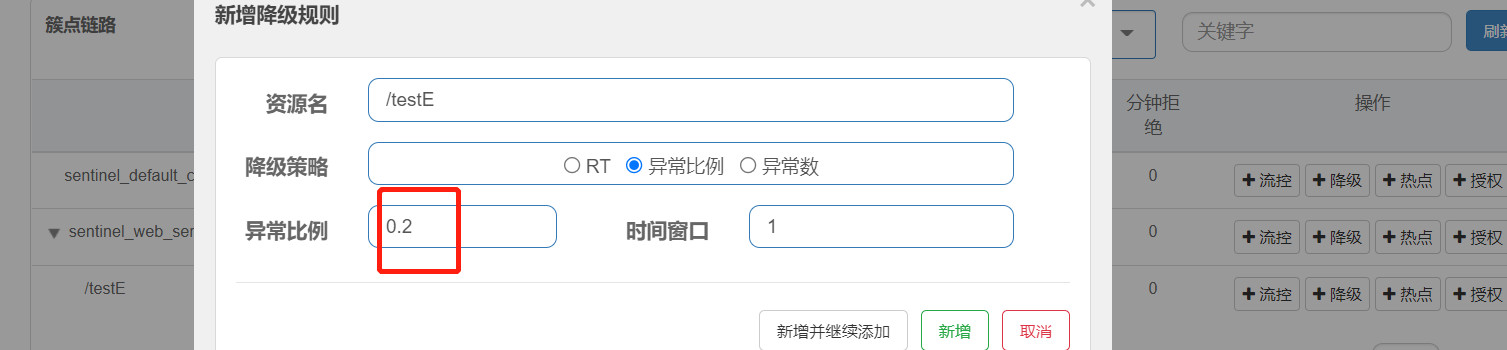 簇点链路
新增降级规则
关键字
刷新
资源名
/testE
分钟拒绝
操作
降级策略
RT 异常比例 异常数
sentinel_default_c
0
流控 降级 热点 授权
异常比例
0.2
时间窗口
1
sentinel_web_ser
0
流控 降级 热点 授权
/testE
0
流控 降级 热点 授权
新增并继续添加
新增
取消